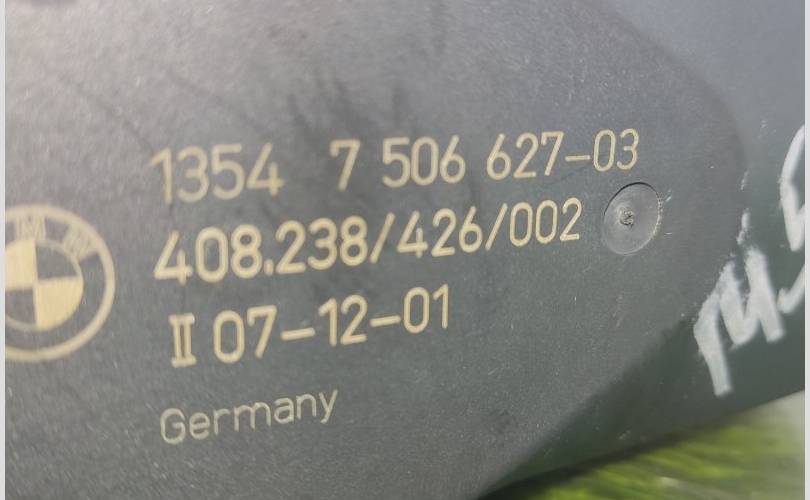 1354 7 506 627-03
408.238/426/002
II 07-12-01
Germany